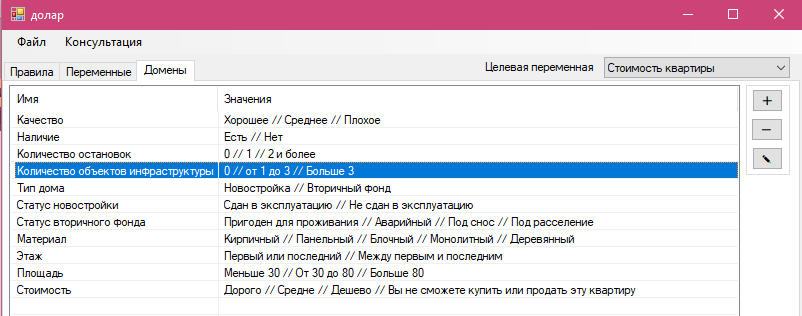 долар
Файл Консультация
Правила Переменные Домены Целевая переменная Стоимость квартиры
Имя Значения
Качество Хорошее // Среднее // Плохое
Наличие Есть // Нет
Количество остановок 0 // 1 // 2 и более
Количество объектов инфраструктуры 0 // от 1 до 3 // Больше 3
Тип дома Новостройка // Вторичный фонд
Статус новостройки Сдан в эксплуатацию // Не сдан в эксплуатацию
Статус вторичного фонда Пригоден для проживания // Аварийный // Под снос // Под расселение
Материал Кирпичный // Панельный // Блочный // Монолитный // Деревянный
Этаж Первый или последний // Между первым и последним
Площадь Меньше 30 // От 30 до 80 // Больше 80
Стоимость Дорого // Средне // Дешево // Вы не сможете купить или продать эту квартиру